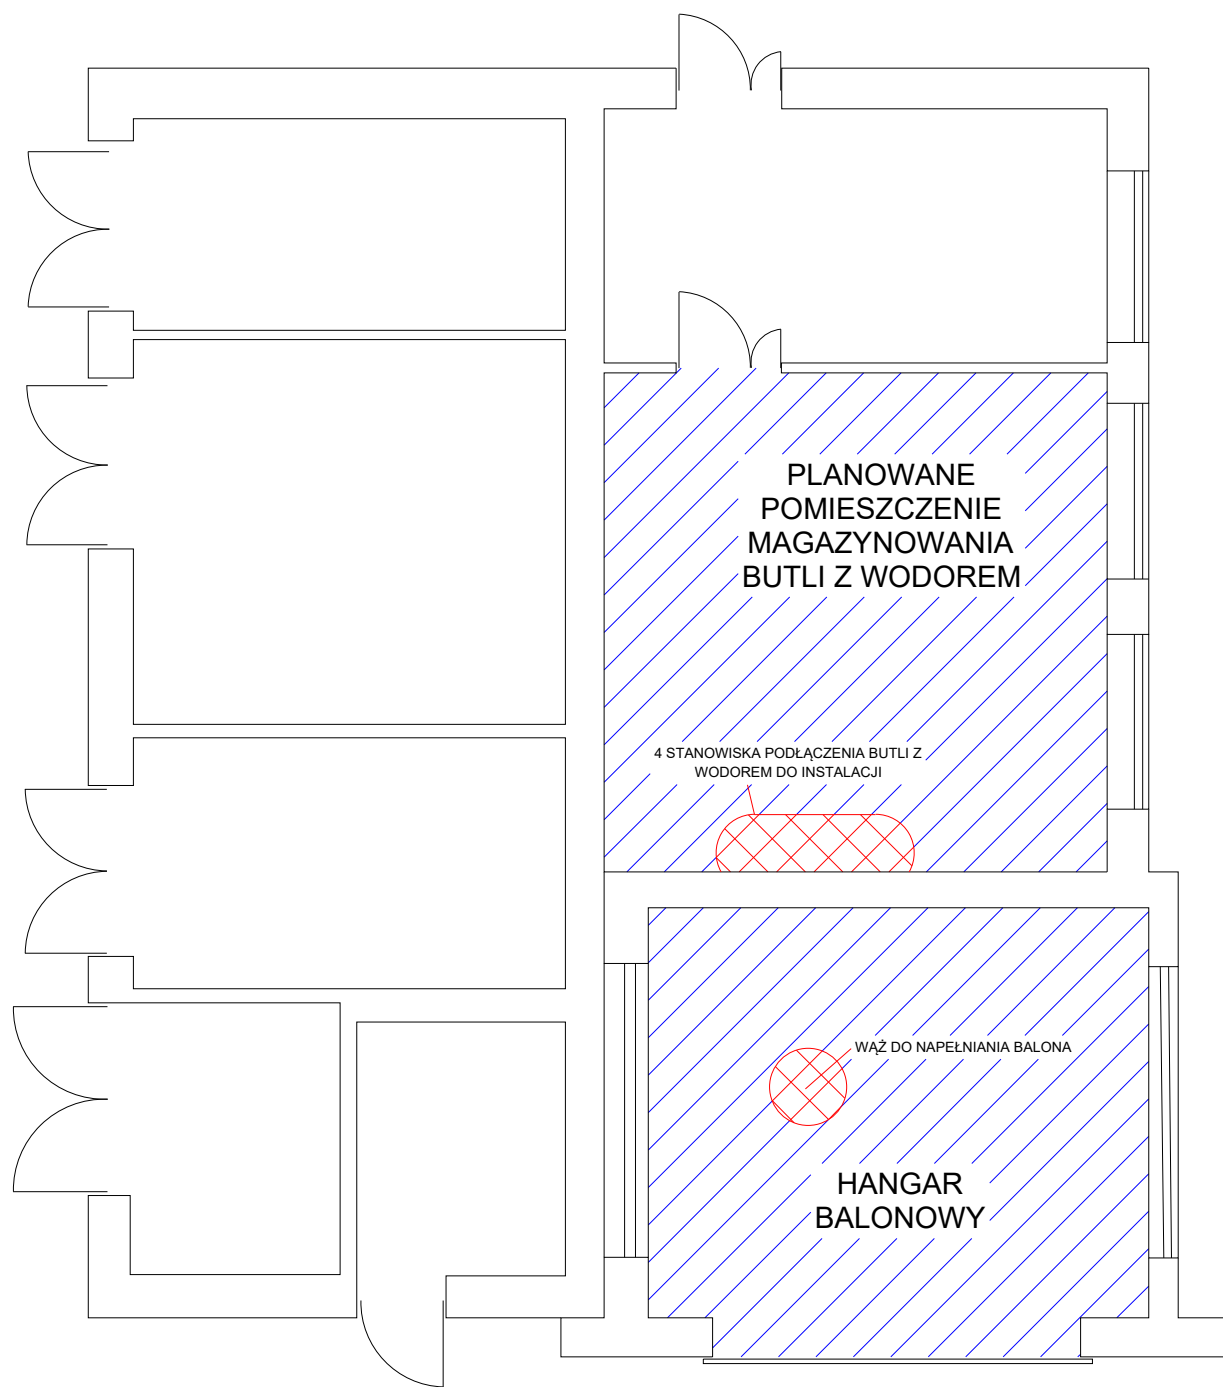 PLANOWANE
POMIESZCZENIE
MAGAZYNOWANIA
BUTLI Z WODOREM
4 STANOWISKA PODŁĄCZENIA BUTLI Z
WODOREM DO INSTALACJI
WĄŻ DO NAPEŁNIANIA BALONA
HANGAR
BALONOWY